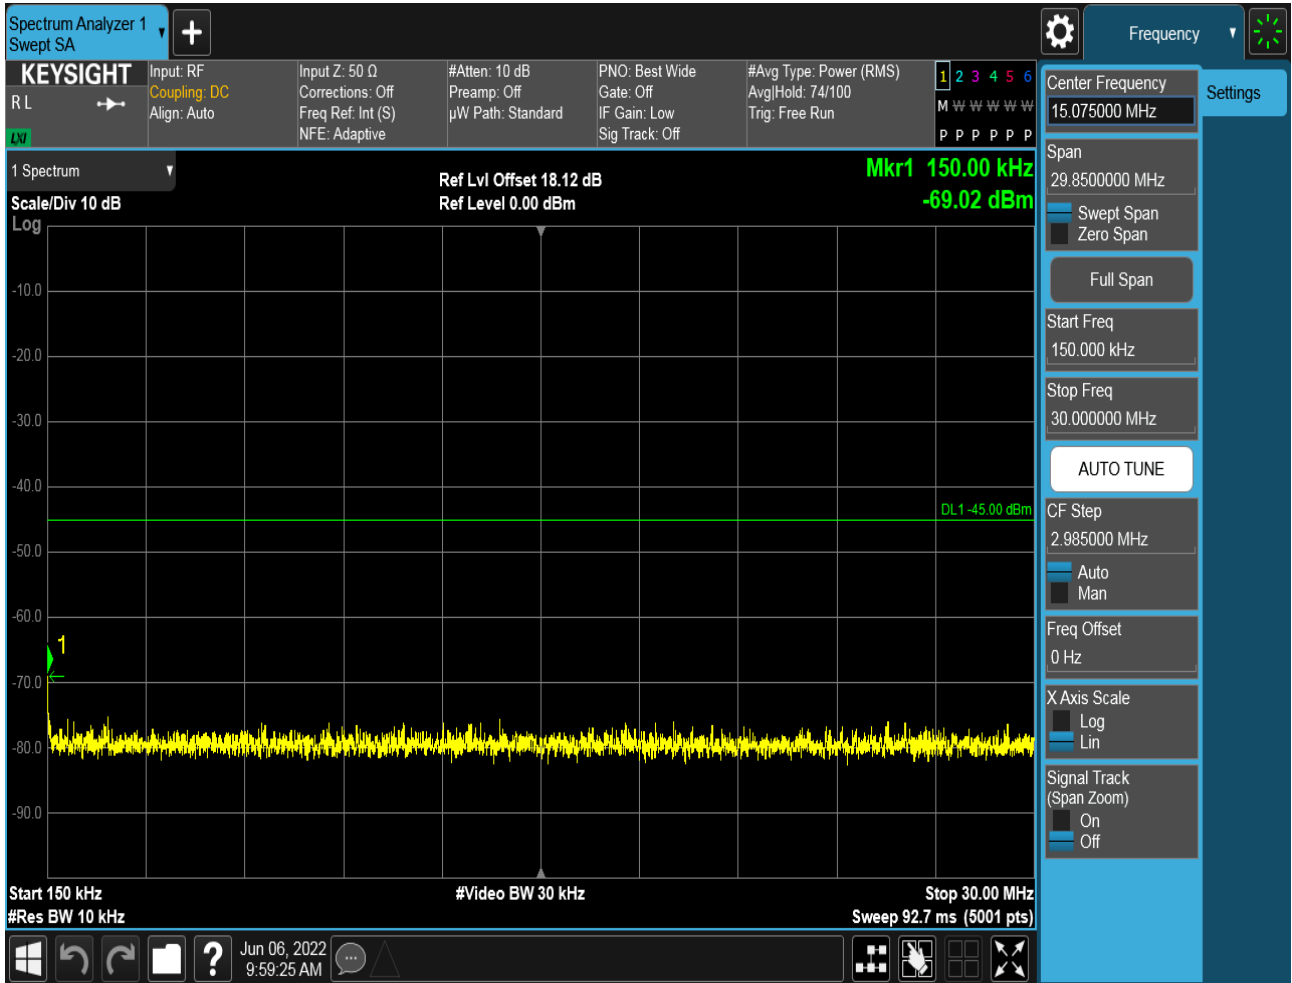 Spectrum Analyzer 1
Swept SA
Frequency
KEYSIGHT
R L
LXI
Input: RF
Coupling: DC
Align: Auto
Input Z: 50 Ω
Corrections: Off
Freq Ref: Int (S)
NFE: Adaptive
#Atten: 10 dB
Preamp: Off
µW Path: Standard
PNO: Best Wide
Gate: Off
IF Gain: Low
Sig Track: Off
#Avg Type: Power (RMS)
Avg|Hold: 74/100
Trig: Free Run
1 2 3 4 5 6
M W W W W W
P P P P P P
1 Spectrum
Scale/Div 10 dB
Log
Ref Lvl Offset 18.12 dB
Ref Level 0.00 dBm
Mkr1 150.00 kHz
-69.02 dBm
-10.0
-20.0
-30.0
-40.0
DL1 -45.00 dBm
-50.0
-60.0
1
-70.0
-80.0
-90.0
Start 150 kHz
#Video BW 30 kHz
Stop 30.00 MHz
#Res BW 10 kHz
Sweep 92.7 ms (5001 pts)
Center Frequency
15.075000 MHz
Settings
Span
29.8500000 MHz
Swept Span
Zero Span
Full Span
Start Freq
150.000 kHz
Stop Freq
30.000000 MHz
AUTO TUNE
CF Step
2.985000 MHz
Auto
Man
Freq Offset
0 Hz
X Axis Scale
Log
Lin
Signal Track
(Span Zoom)
On
Off
?
Jun 06, 2022
9:59:25 AM